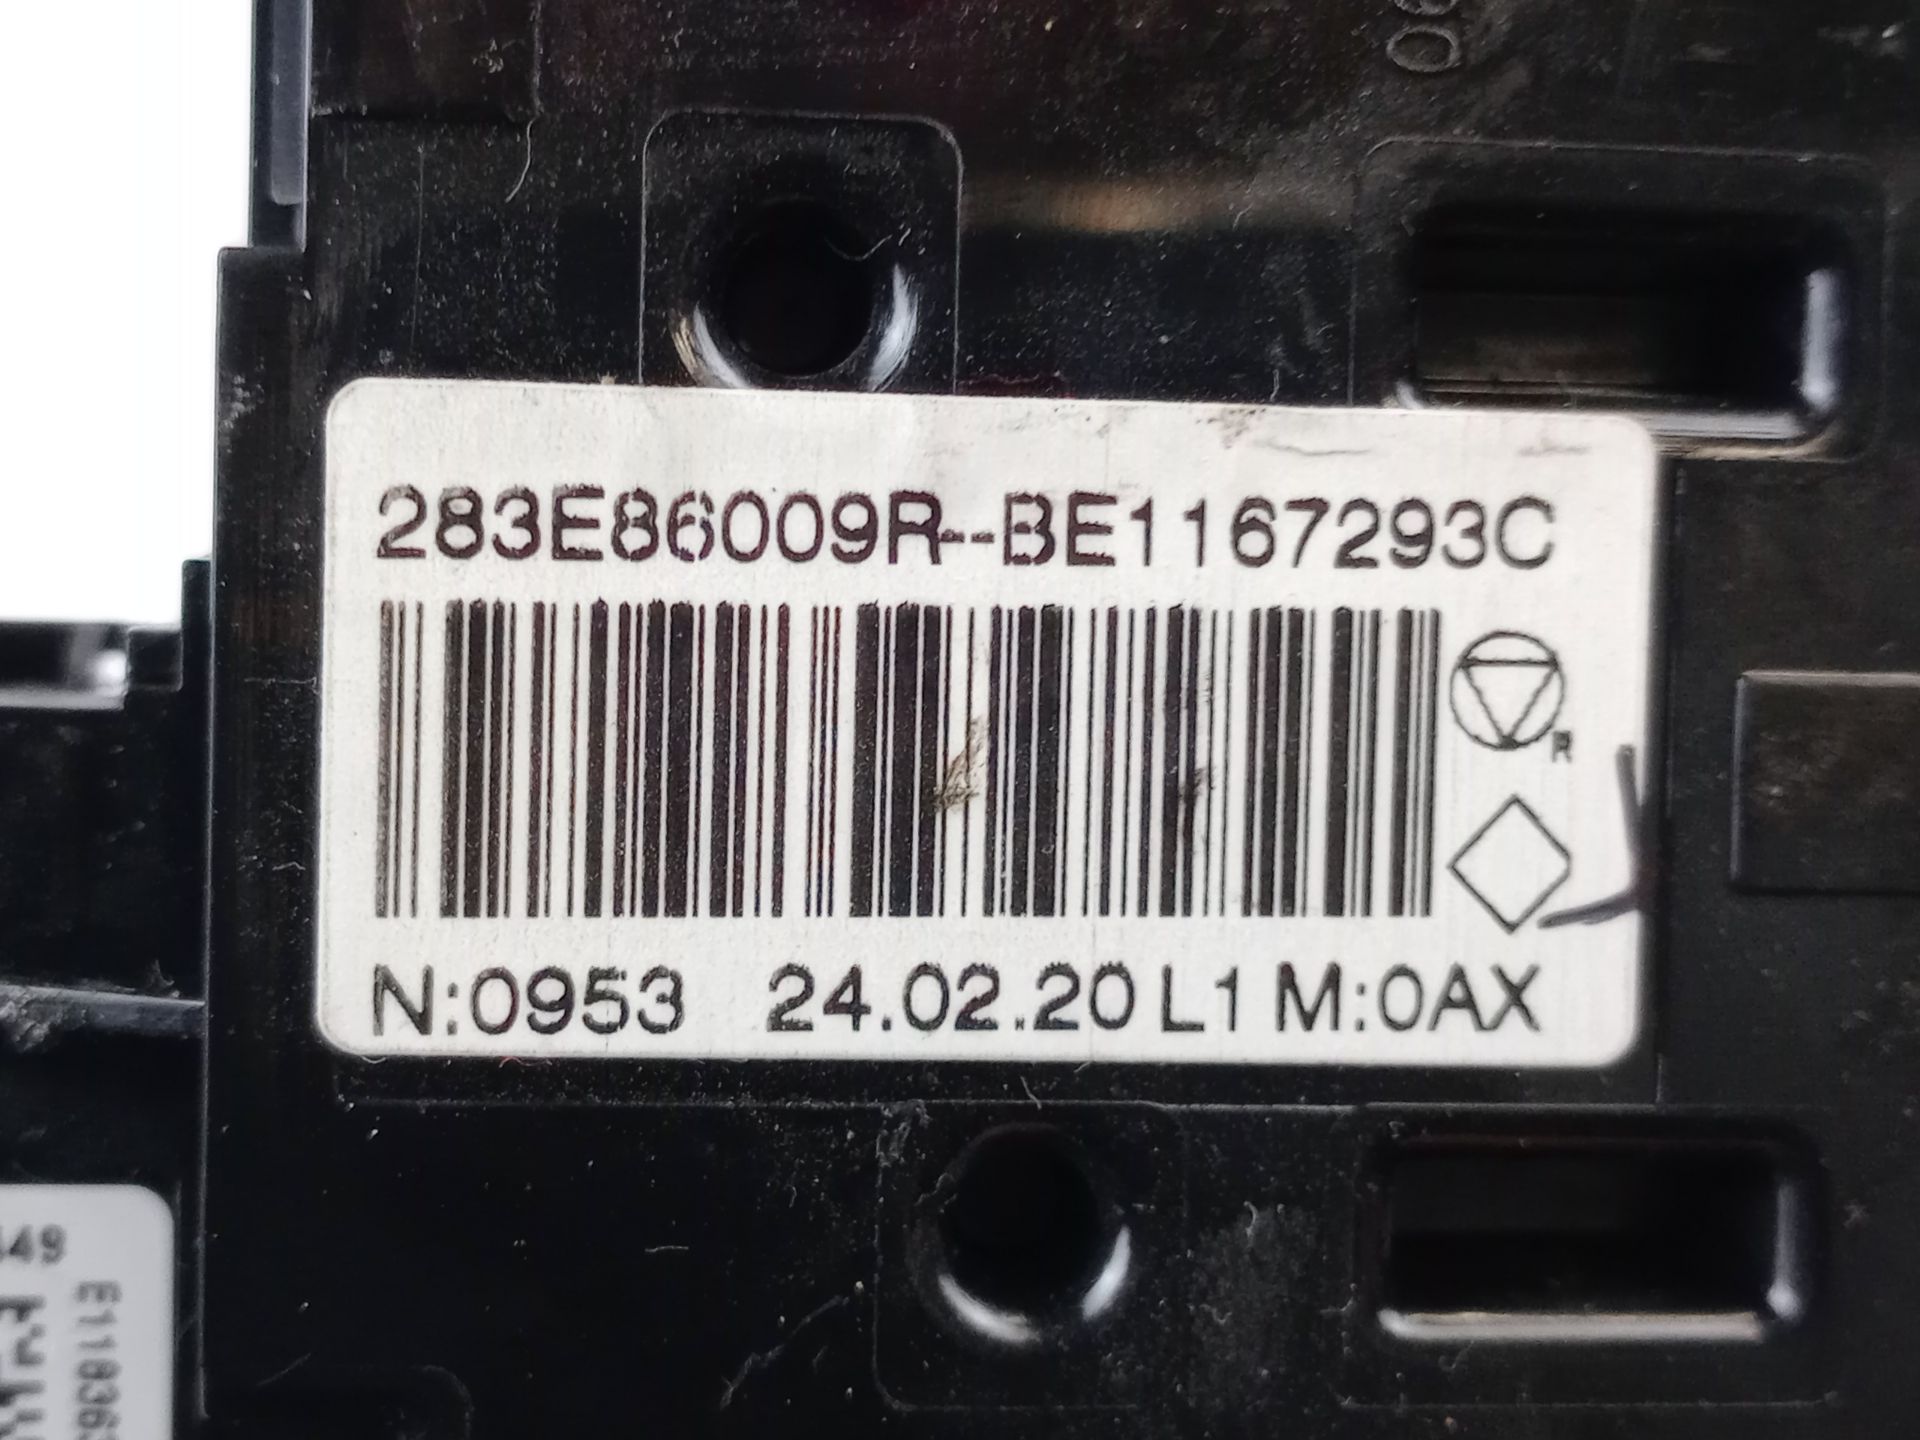 283E86009R--BE1167293C
R
N:0953 24.02.20 L1 M:0AX